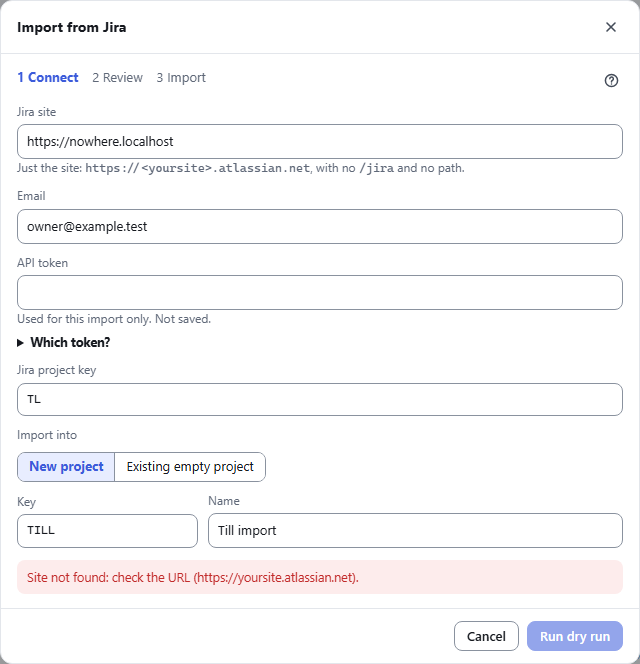 Import from Jira
1 Connect 2 Review 3 Import
Jira site
https://nowhere.localhost
Just the site: https://<yoursite>.atlassian.net, with no /jira and no path.
Email
owner@example.test
API token
Used for this import only. Not saved.
Which token?
Jira project key
TL
Import into
New project Existing empty project
Key Name
TILL Till import
Site not found: check the URL (https://yoursite.atlassian.net).
Cancel Run dry run